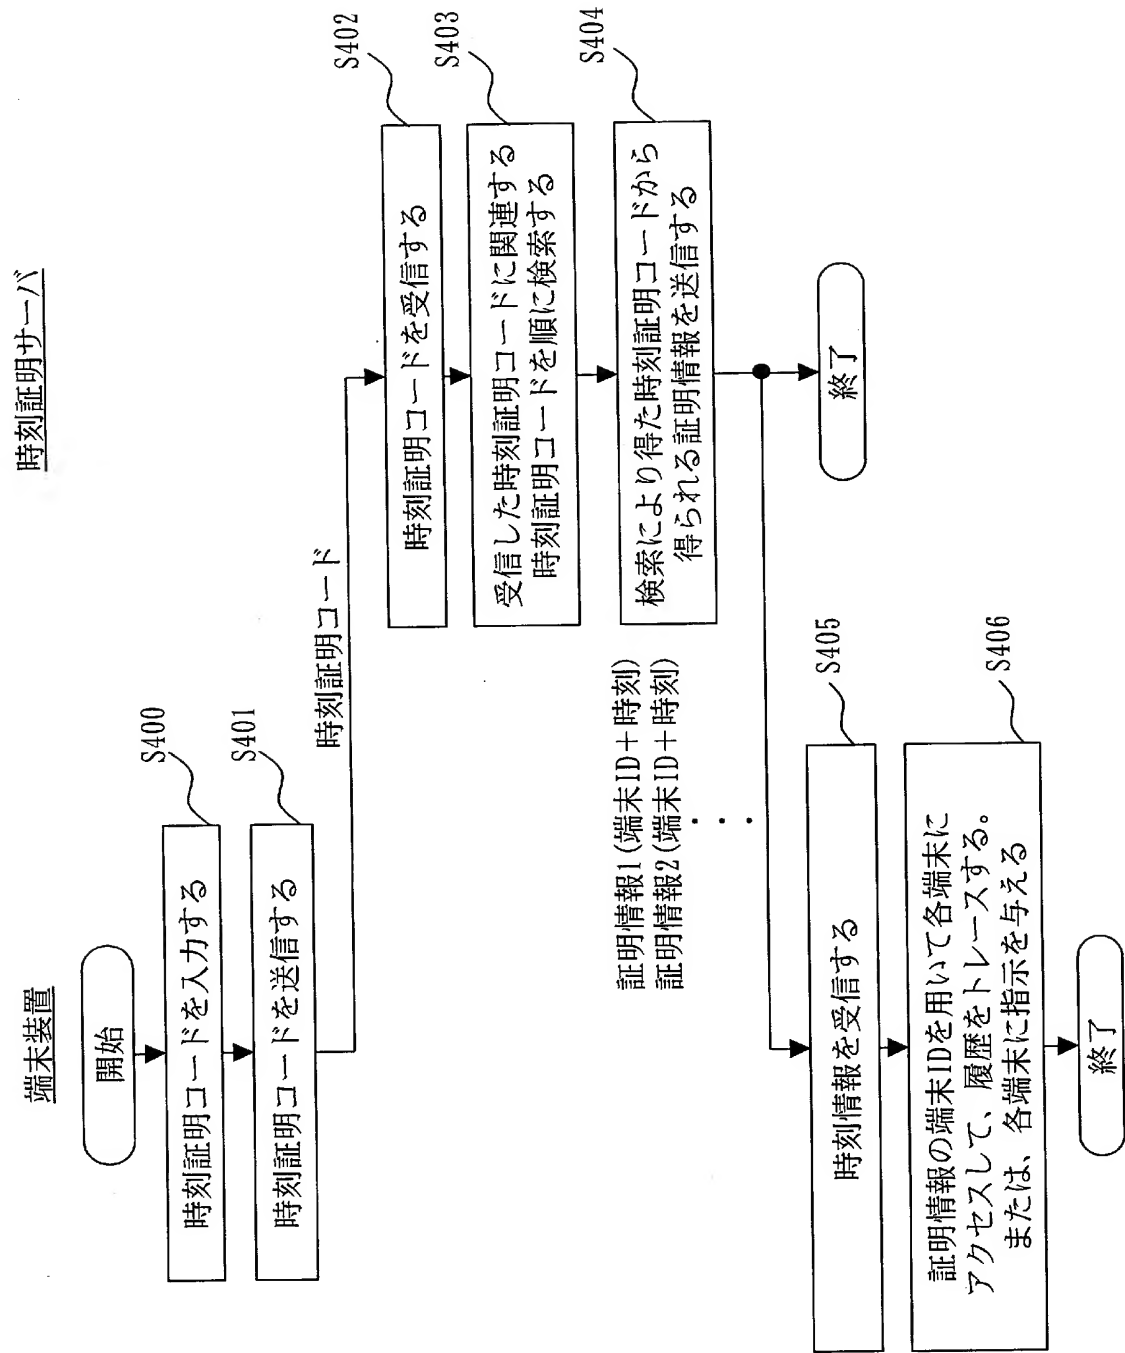 端末装置
時刻証明サーバ
開始
時刻証明コードを入力する
S400
時刻証明コードを送信する
S401
時刻証明コード
時刻証明コードを受信する
S402
受信した時刻証明コードに関連する
時刻証明コードを順に検索する
S403
検索により得た時刻証明コードから
得られる証明情報を送信する
S404
証明情報1(端末ID＋時刻)
証明情報2(端末ID＋時刻)
・・・
終了
時刻情報を受信する
S405
証明情報の端末IDを用いて各端末に
アクセスして、履歴をトレースする。
または、各端末に指示を与える
S406
終了